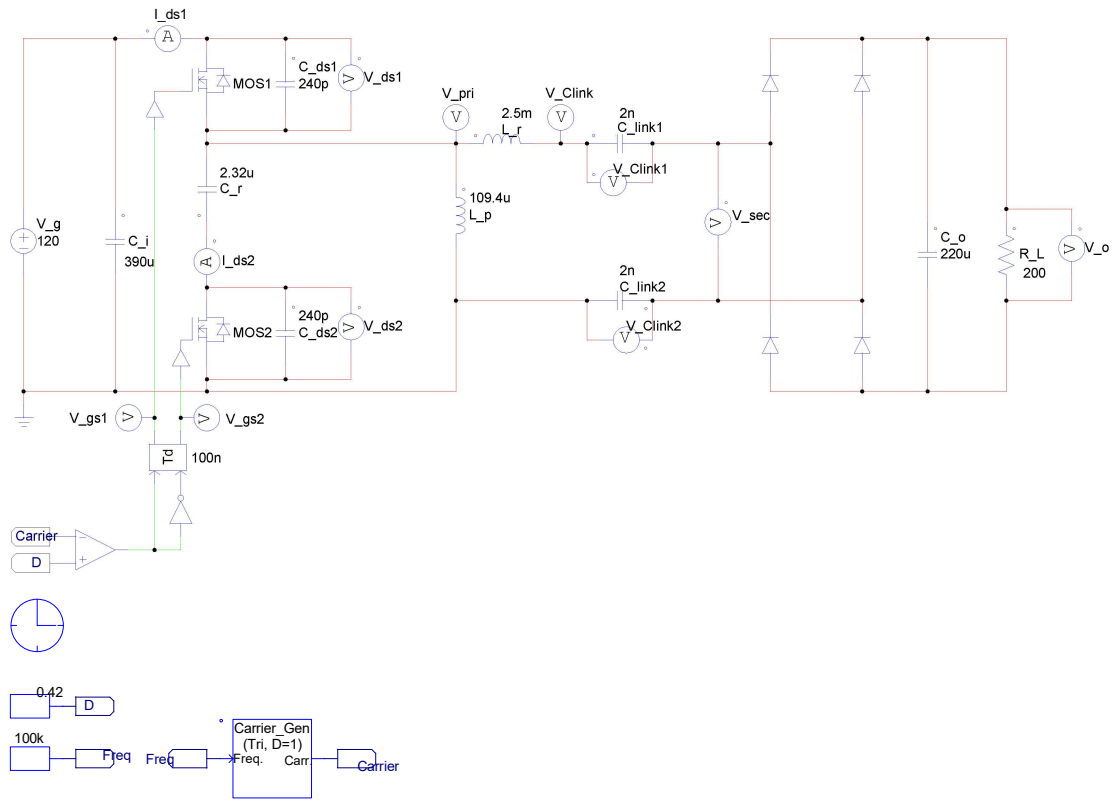 I_ds1
A
C_ds1
240p
V
V_ds1
MOS1
V_pri
V
2.5m
L_r
V_Clink
V
2n
C_link1
V_Clink1
V
2.32u
C_r
109.4u
L_p
V
V_sec
V_g
120
C_i
390u
A
I_ds2
C_o
220u
R_L
200
V
V_o
2n
C_link2
V_Clink2
V
240p
C_ds2
V
V_ds2
MOS2
V_gs1
V
V
V_gs2
Td
100n
Carrier
D
0.42
D
100k
Freq
Freq
Carrier_Gen
(Tri, D=1)
Freq.
Carr.
Carrier